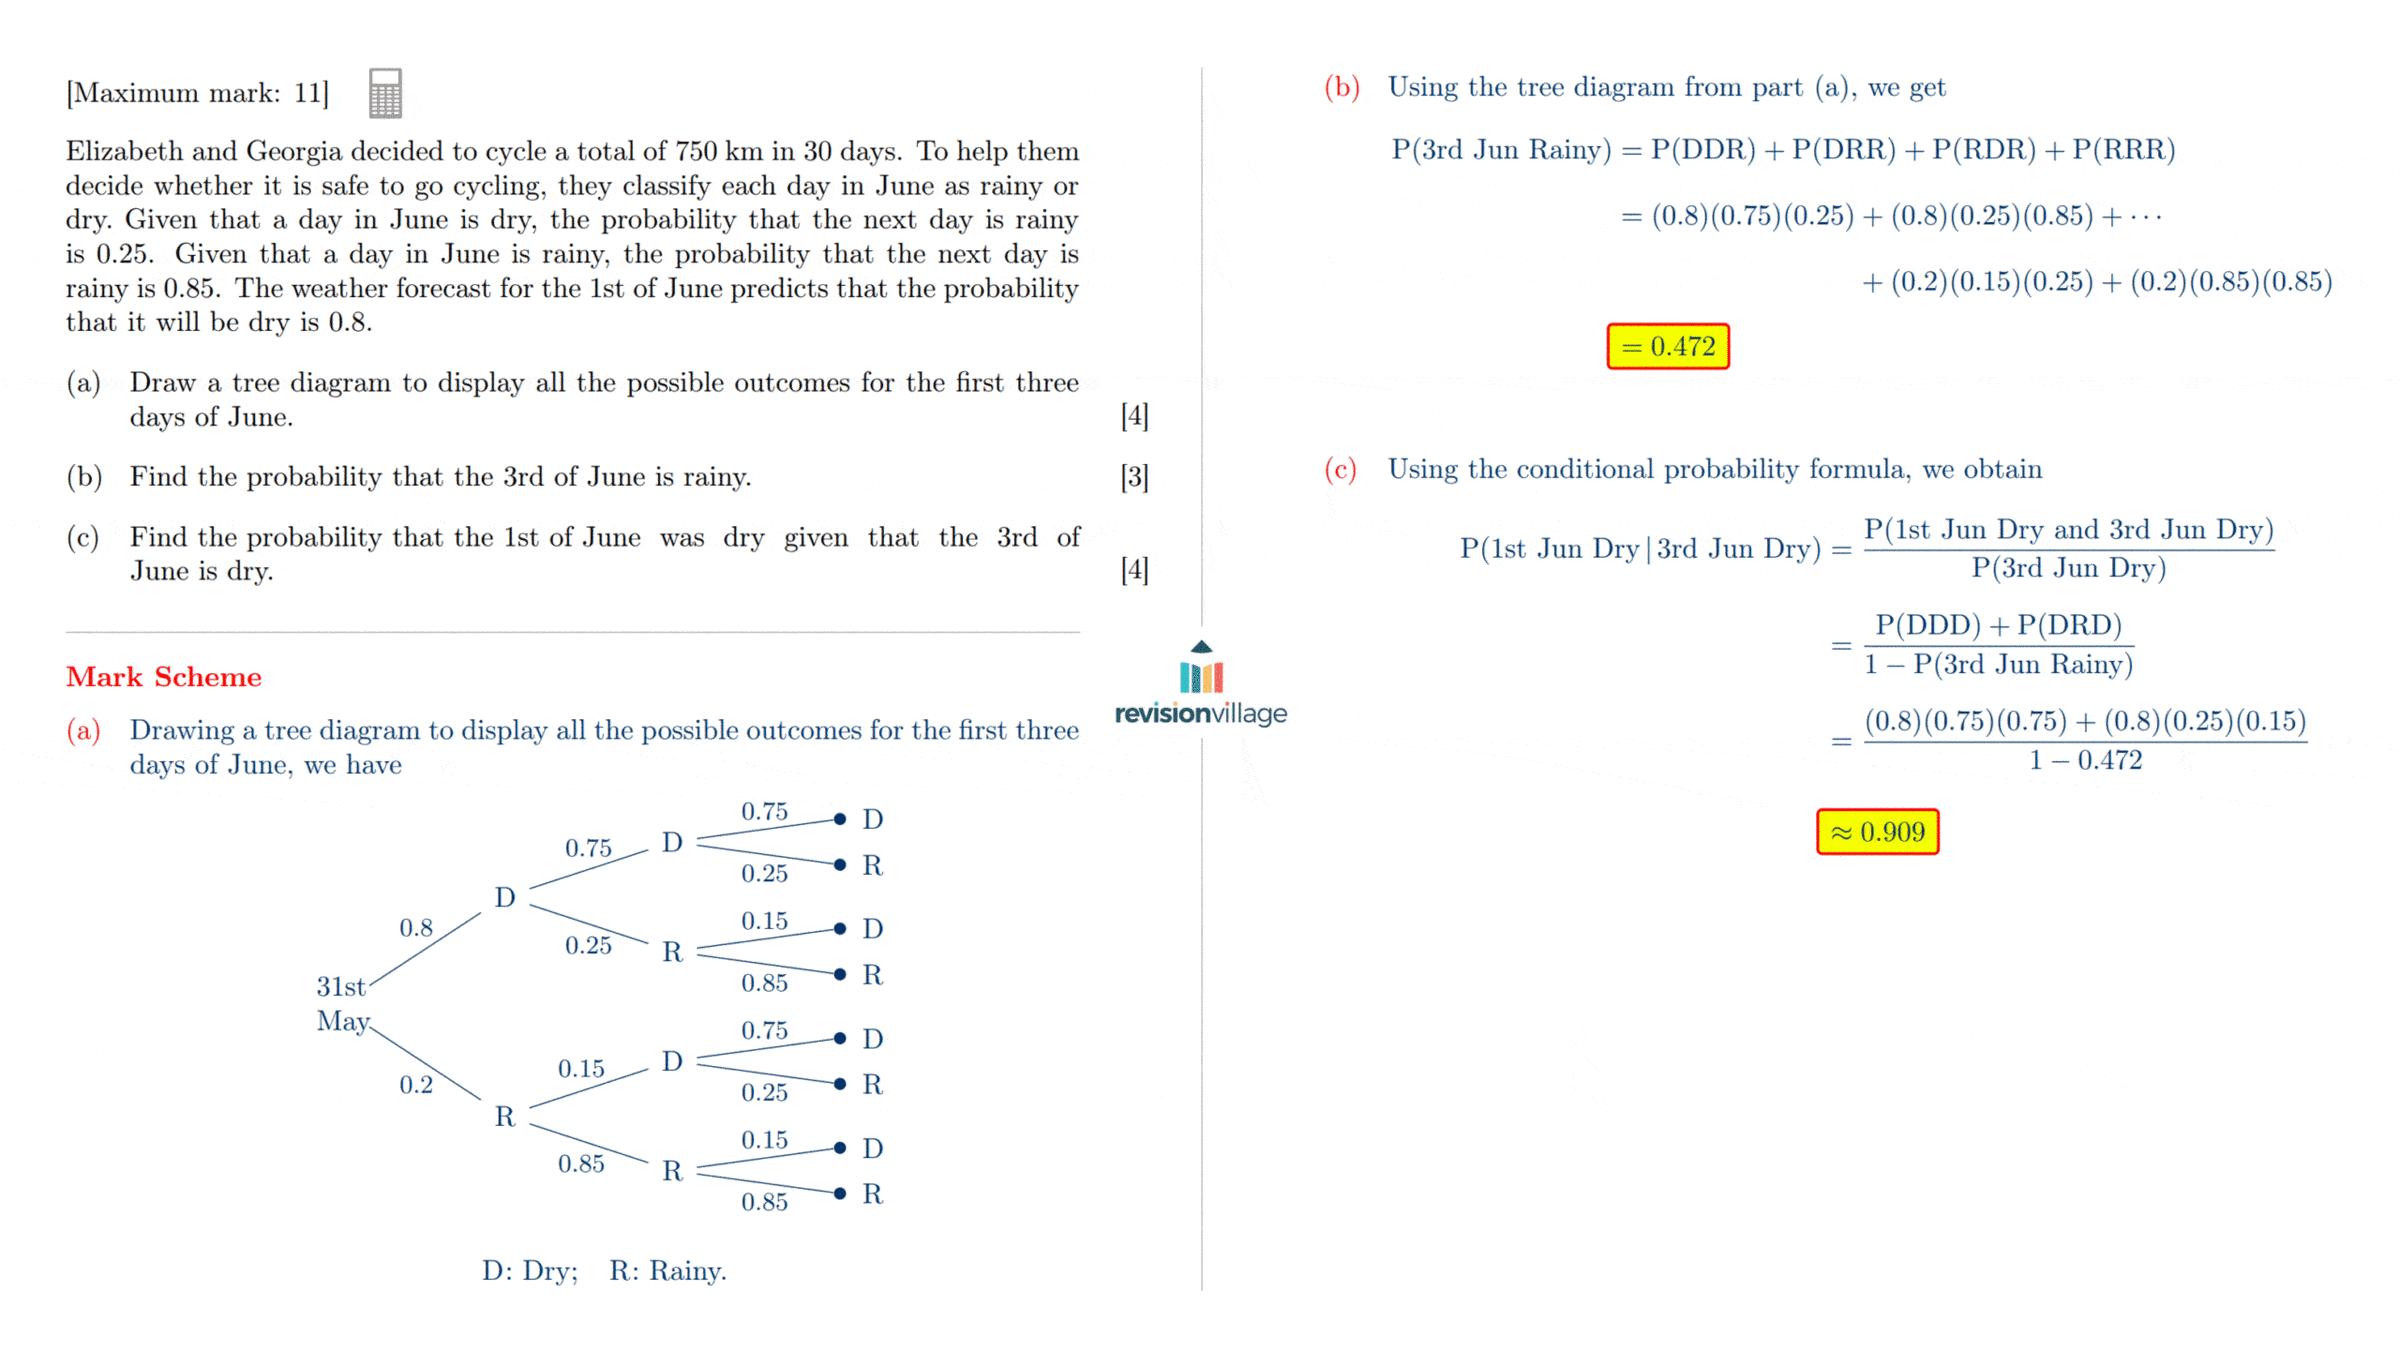 [Maximum mark: 11]
Elizabeth and Georgia decided to cycle a total of 750 km in 30 days. To help them
decide whether it is safe to go cycling, they classify each day in June as rainy or
dry. Given that a day in June is dry, the probability that the next day is rainy
is 0.25. Given that a day in June is rainy, the probability that the next day is
rainy is 0.85. The weather forecast for the 1st of June predicts that the probability
that it will be dry is 0.8.
(a) Draw a tree diagram to display all the possible outcomes for the first three
days of June. [4]
(b) Find the probability that the 3rd of June is rainy. [3]
(c) Find the probability that the 1st of June was dry given that the 3rd of
June is dry. [4]
Mark Scheme
(a) Drawing a tree diagram to display all the possible outcomes for the first three
days of June, we have
0.75 D
0.75 D
0.25 R
D
0.8
0.15 D
0.25 R
0.85 R
31st
May
0.75 D
0.15 D
0.25 R
0.2
R
0.15 D
0.85 R
0.85 R
D: Dry; R: Rainy.
revisionvillage
(b) Using the tree diagram from part (a), we get
P(3rd Jun Rainy) = P(DDR) + P(DRR) + P(RDR) + P(RRR)
= (0.8)(0.75)(0.25) + (0.8)(0.25)(0.85) + ···
+ (0.2)(0.15)(0.25) + (0.2)(0.85)(0.85)
= 0.472
(c) Using the conditional probability formula, we obtain
P(1st Jun Dry and 3rd Jun Dry)
P(1st Jun Dry | 3rd Jun Dry) =
P(3rd Jun Dry)
P(DDD) + P(DRD)
=
1 − P(3rd Jun Rainy)
(0.8)(0.75)(0.75) + (0.8)(0.25)(0.15)
=
1 − 0.472
≈ 0.909